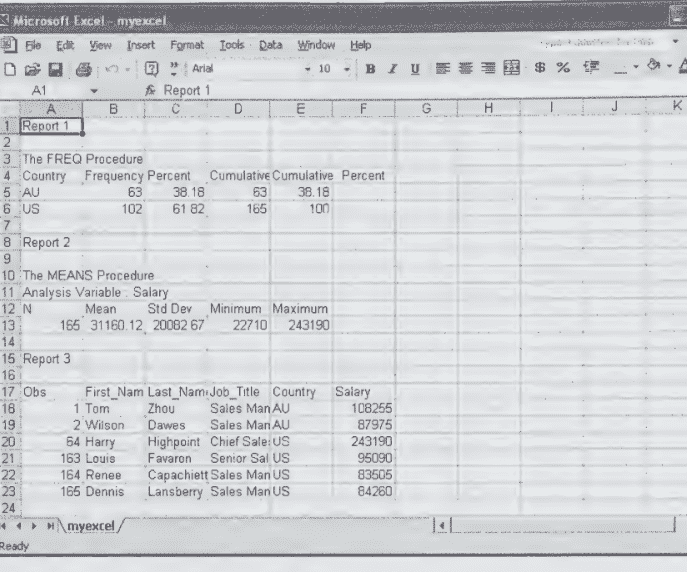 Microsoft Excel - myexcel
File Edit View Insert Format Tools Data Window Help
Arial 10 B I U $ %
A1 fx Report 1
A B C D E F G H I J K
1 Report 1
2
3 The FREQ Procedure
4 Country Frequency Percent Cumulative Cumulative Percent
5 AU 63 38.18 63 38.18
6 US 102 61.82 165 100
7
8 Report 2
9
10 The MEANS Procedure
11 Analysis Variable : Salary
12 N Mean Std Dev Minimum Maximum
13 165 31160.12 20082.67 22710 243190
14
15 Report 3
16
17 Obs First_Nam Last_Nam Job_Title Country Salary
18 1 Tom Zhou Sales Man AU 108255
19 2 Wilson Dawes Sales Man AU 87975
20 64 Harry Highpoint Chief Sale US 243190
21 163 Louis Favaron Senior Sal US 95090
22 164 Renee Capachiett Sales Man US 83505
23 165 Dennis Lansberry Sales Man US 84260
24
myexcel
Ready